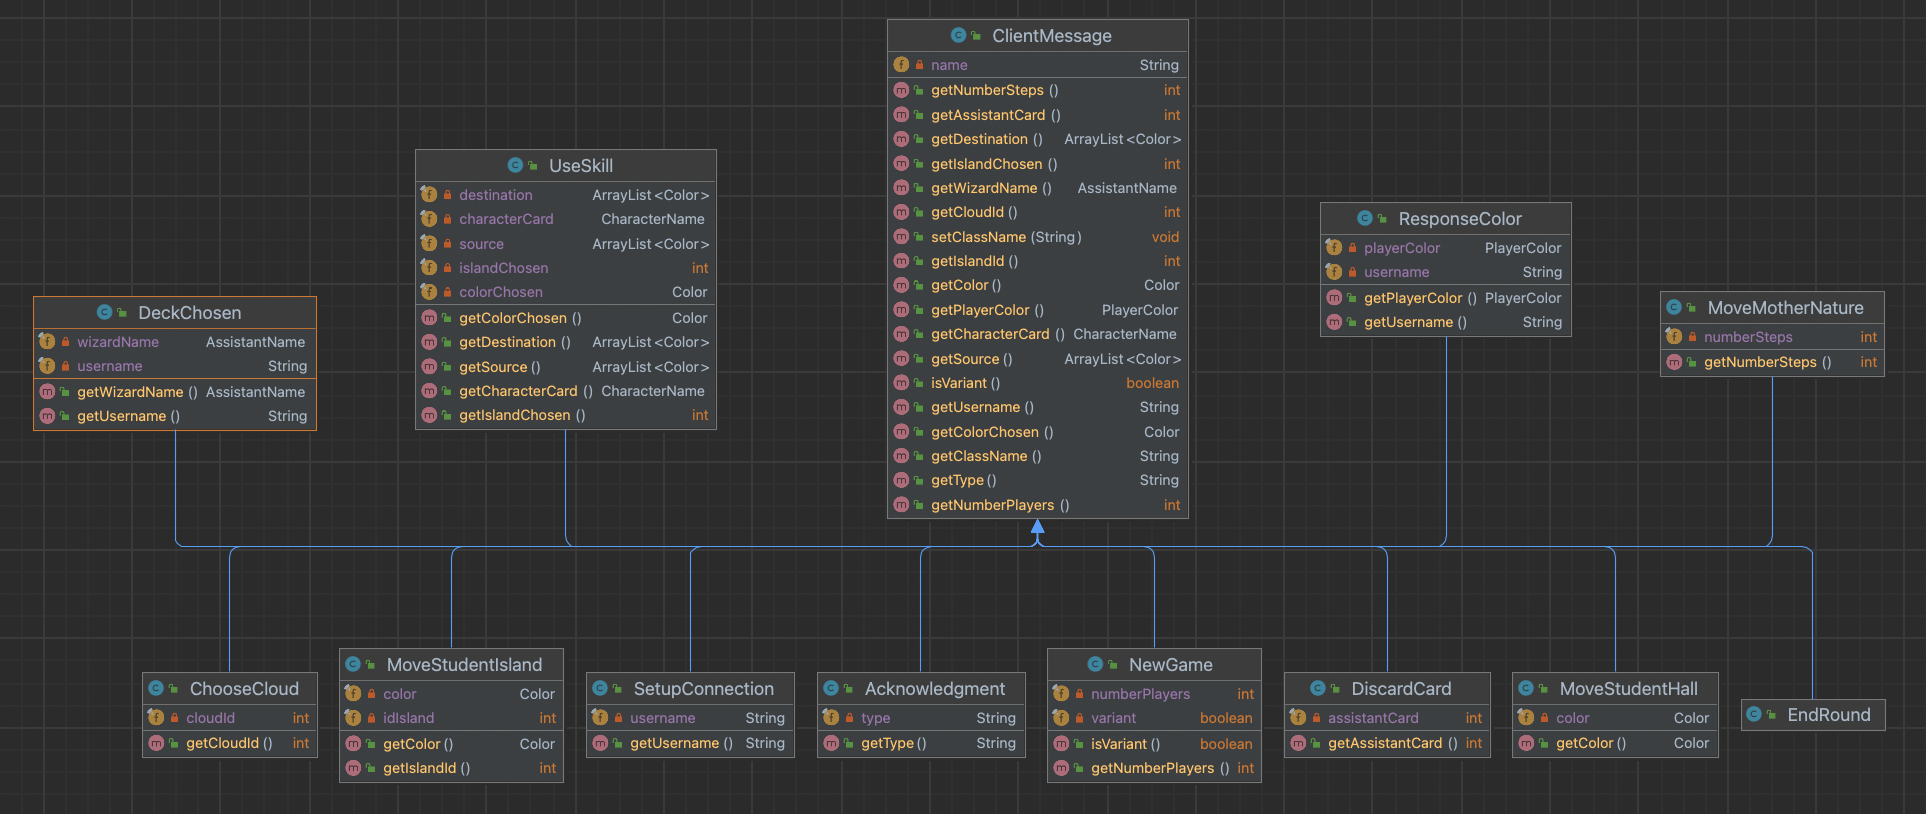 ClientMessage
name String
getNumberSteps () int
getAssistantCard () int
getDestination () ArrayList<Color>
getIslandChosen () int
getWizardName () AssistantName
getCloudId () int
setClassName (String) void
getIslandId () int
getColor () Color
getPlayerColor () PlayerColor
getCharacterCard () CharacterName
getSource () ArrayList<Color>
isVariant () boolean
getUsername () String
getColorChosen () Color
getClassName () String
getType () String
getNumberPlayers () int
UseSkill
destination ArrayList<Color>
characterCard CharacterName
source ArrayList<Color>
islandChosen int
colorChosen Color
getColorChosen () Color
getDestination () ArrayList<Color>
getSource () ArrayList<Color>
getCharacterCard () CharacterName
getIslandChosen () int
ResponseColor
playerColor PlayerColor
username String
getPlayerColor () PlayerColor
getUsername () String
DeckChosen
wizardName AssistantName
username String
getWizardName () AssistantName
getUsername () String
MoveMotherNature
numberSteps int
getNumberSteps () int
ChooseCloud
cloudId int
getCloudId () int
MoveStudentIsland
color Color
idIsland int
getColor () Color
getIslandId () int
SetupConnection
username String
getUsername () String
Acknowledgment
type String
getType () String
NewGame
numberPlayers int
variant boolean
isVariant () boolean
getNumberPlayers () int
DiscardCard
assistantCard int
getAssistantCard () int
MoveStudentHall
color Color
getColor () Color
EndRound